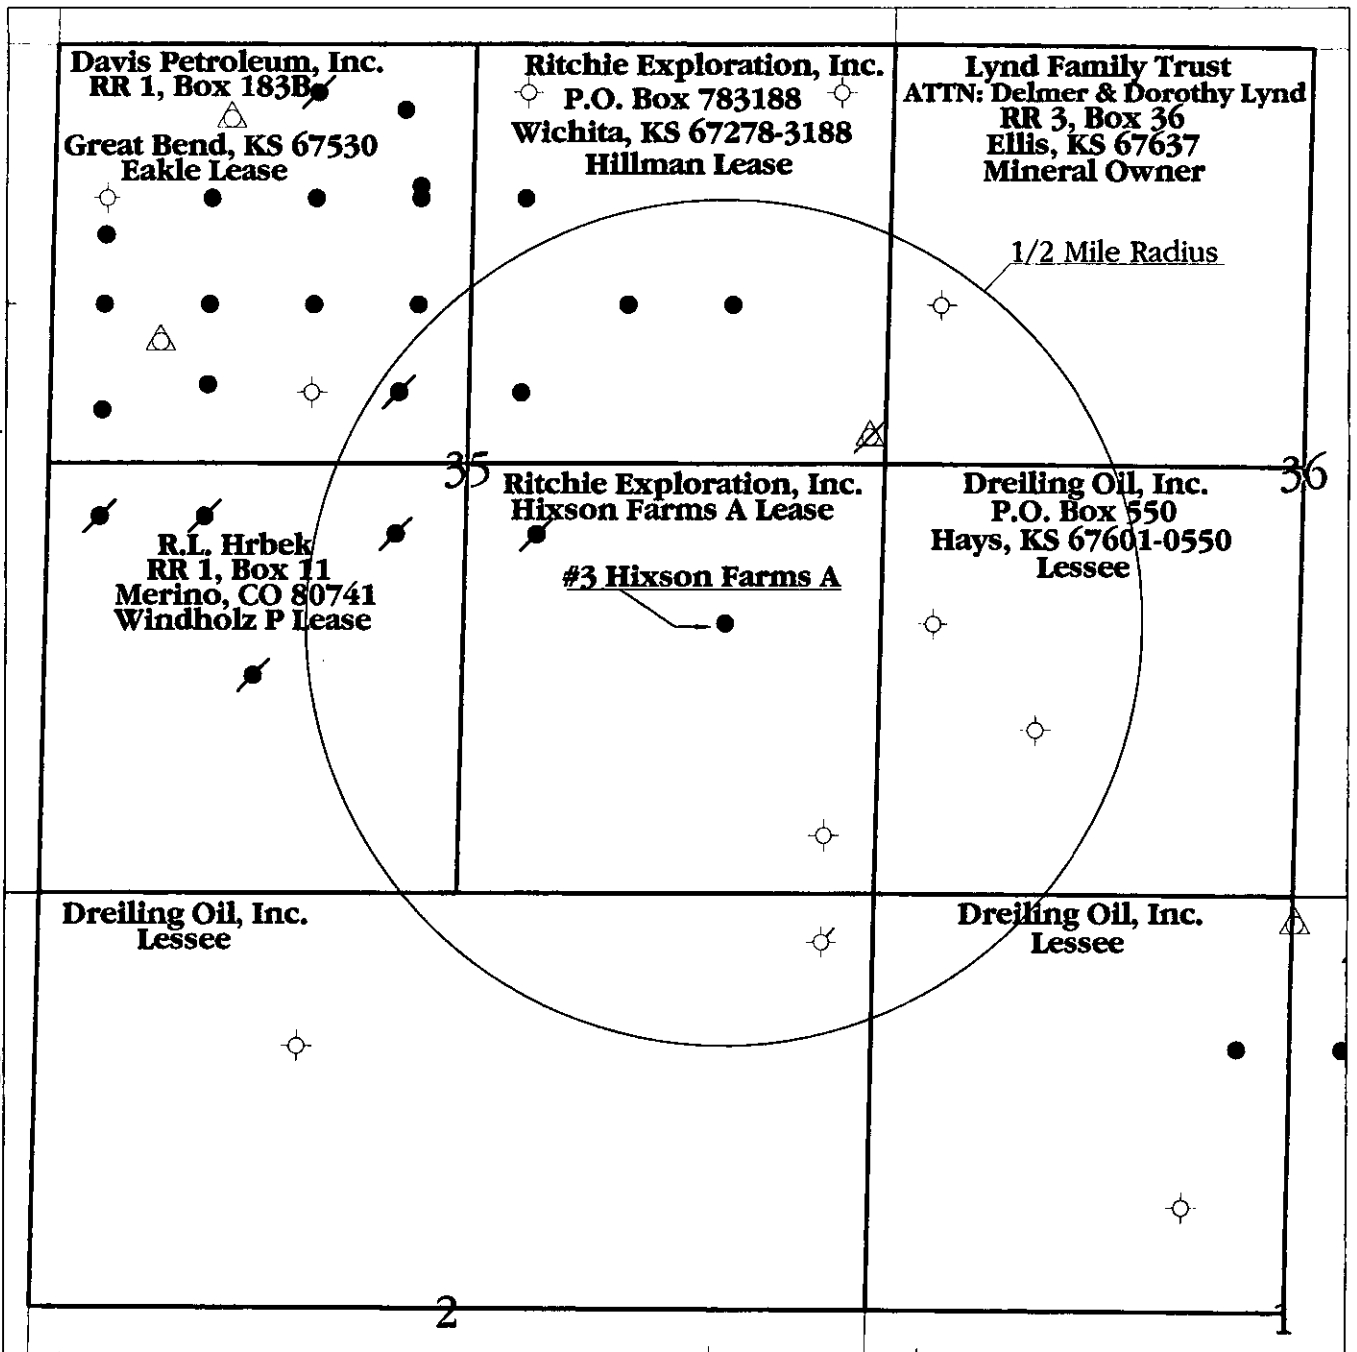 Davis Petroleum, Inc.
RR 1, Box 183B
Great Bend, KS 67530
Eakle Lease
Ritchie Exploration, Inc.
P.O. Box 783188
Wichita, KS 67278-3188
Hillman Lease
Lynd Family Trust
ATTN: Delmer & Dorothy Lynd
RR 3, Box 36
Ellis, KS 67637
Mineral Owner
1/2 Mile Radius
35
36
R.L. Hrbek
RR 1, Box 11
Merino, CO 80741
Windholz P Lease
Ritchie Exploration, Inc.
Hixson Farms A Lease
#3 Hixson Farms A
Dreiling Oil, Inc.
P.O. Box 550
Hays, KS 67601-0550
Lessee
Dreiling Oil, Inc.
Lessee
Dreiling Oil, Inc.
Lessee
2
1